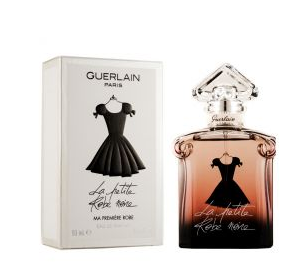 GUERLAIN
PARIS
La petite
Robe noire
MA PREMIÈRE ROBE
Guerlain
La petite
Robe noire